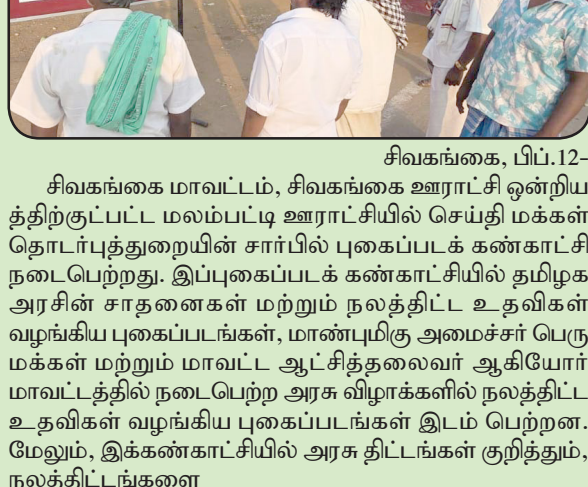 சிவகங்கை, பிப்.12-
சிவகங்கை மாவட்டம், சிவகங்கை ஊராட்சி ஒன்றிய
த்திற்குட்பட்ட மலம்பட்டி ஊராட்சியில் செய்தி மக்கள்
தொடர்புத்துறையின் சார்பில் புகைப்படக் கண்காட்சி
நடைபெற்றது. இப்புகைப்படக் கண்காட்சியில் தமிழக
அரசின் சாதனைகள் மற்றும் நலத்திட்ட உதவிகள்
வழங்கிய புகைப்படங்கள், மாண்புமிகு அமைச்சர் பெரு
மக்கள் மற்றும் மாவட்ட ஆட்சித்தலைவர் ஆகியோர்
மாவட்டத்தில் நடைபெற்ற அரசு விழாக்களில் நலத்திட்ட
உதவிகள் வழங்கிய புகைப்படங்கள் இடம் பெற்றன.
மேலும், இக்கண்காட்சியில் அரசு திட்டங்கள் குறித்தும்,
நலத்திட்டங்களை